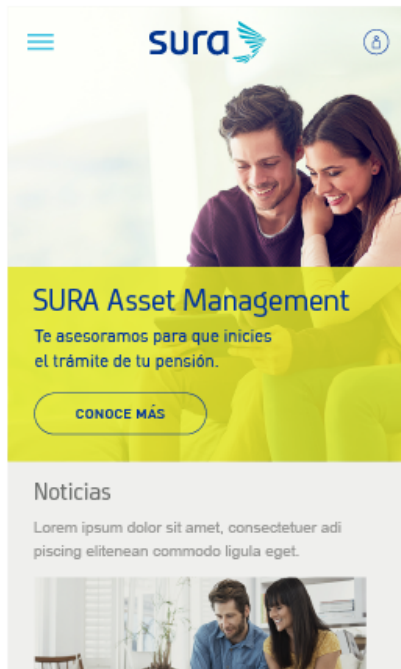 sura
SURA Asset Management
Te asesoramos para que inicies
el trámite de tu pensión.
CONOCE MÁS
Noticias
Lorem ipsum dolor sit amet, consectetuer adi
piscing elitenean commodo ligula eget.